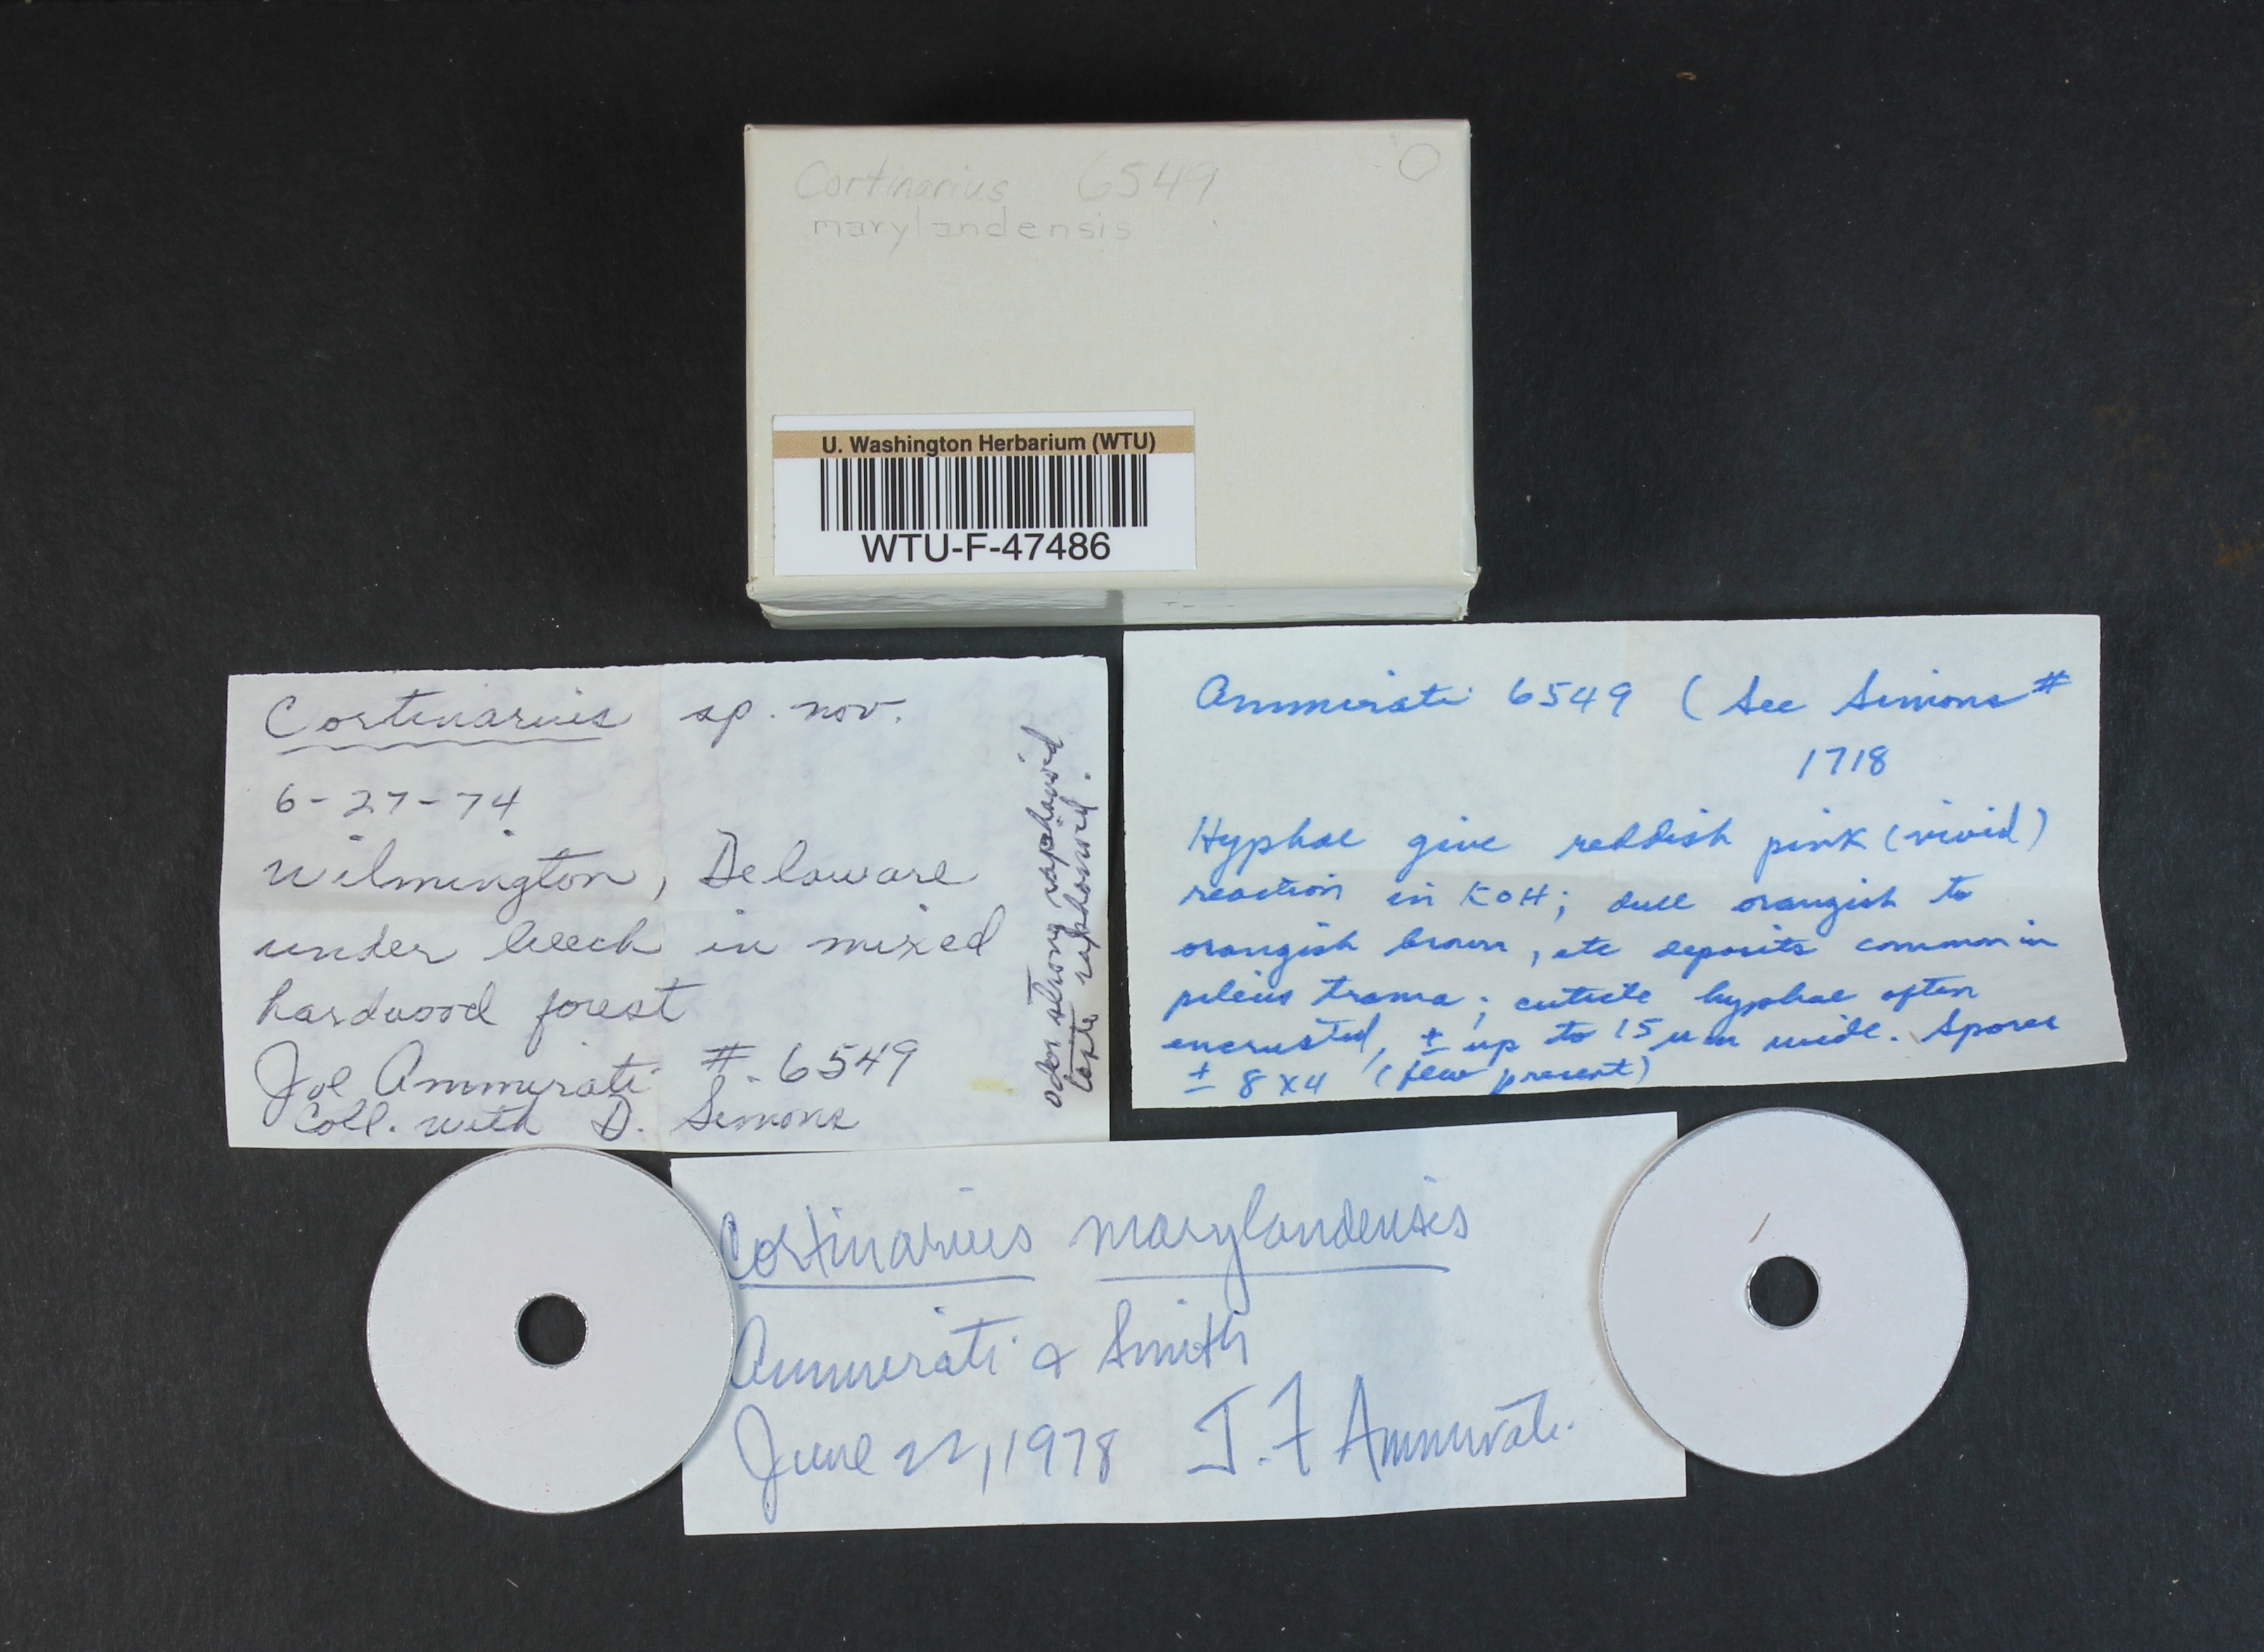 Cortinarius 6549
marylandensis
U. Washington Herbarium (WTU)
WTU-F-47486
Cortinarius sp. nov.
6-27-74
Wilmington, Delaware
under beech in mixed
hardwood forest
Joe Ammirati # 6549
Coll. with D. Simons
odor strong raphanoid
taste raphanoid.
Ammirati 6549 (See Simons #
1718
Hyphae give reddish pink (vivid)
reaction in KOH; dull orangish to
orangish brown, etc deposits common in
pileus trama; cuticle hyphae often
encrusted, ± up to 15 um wide. Spores
± 8 x 4 (few present)
Cortinarius marylandensis
Ammirati & Smith
June 22, 1978 J. F Ammirati